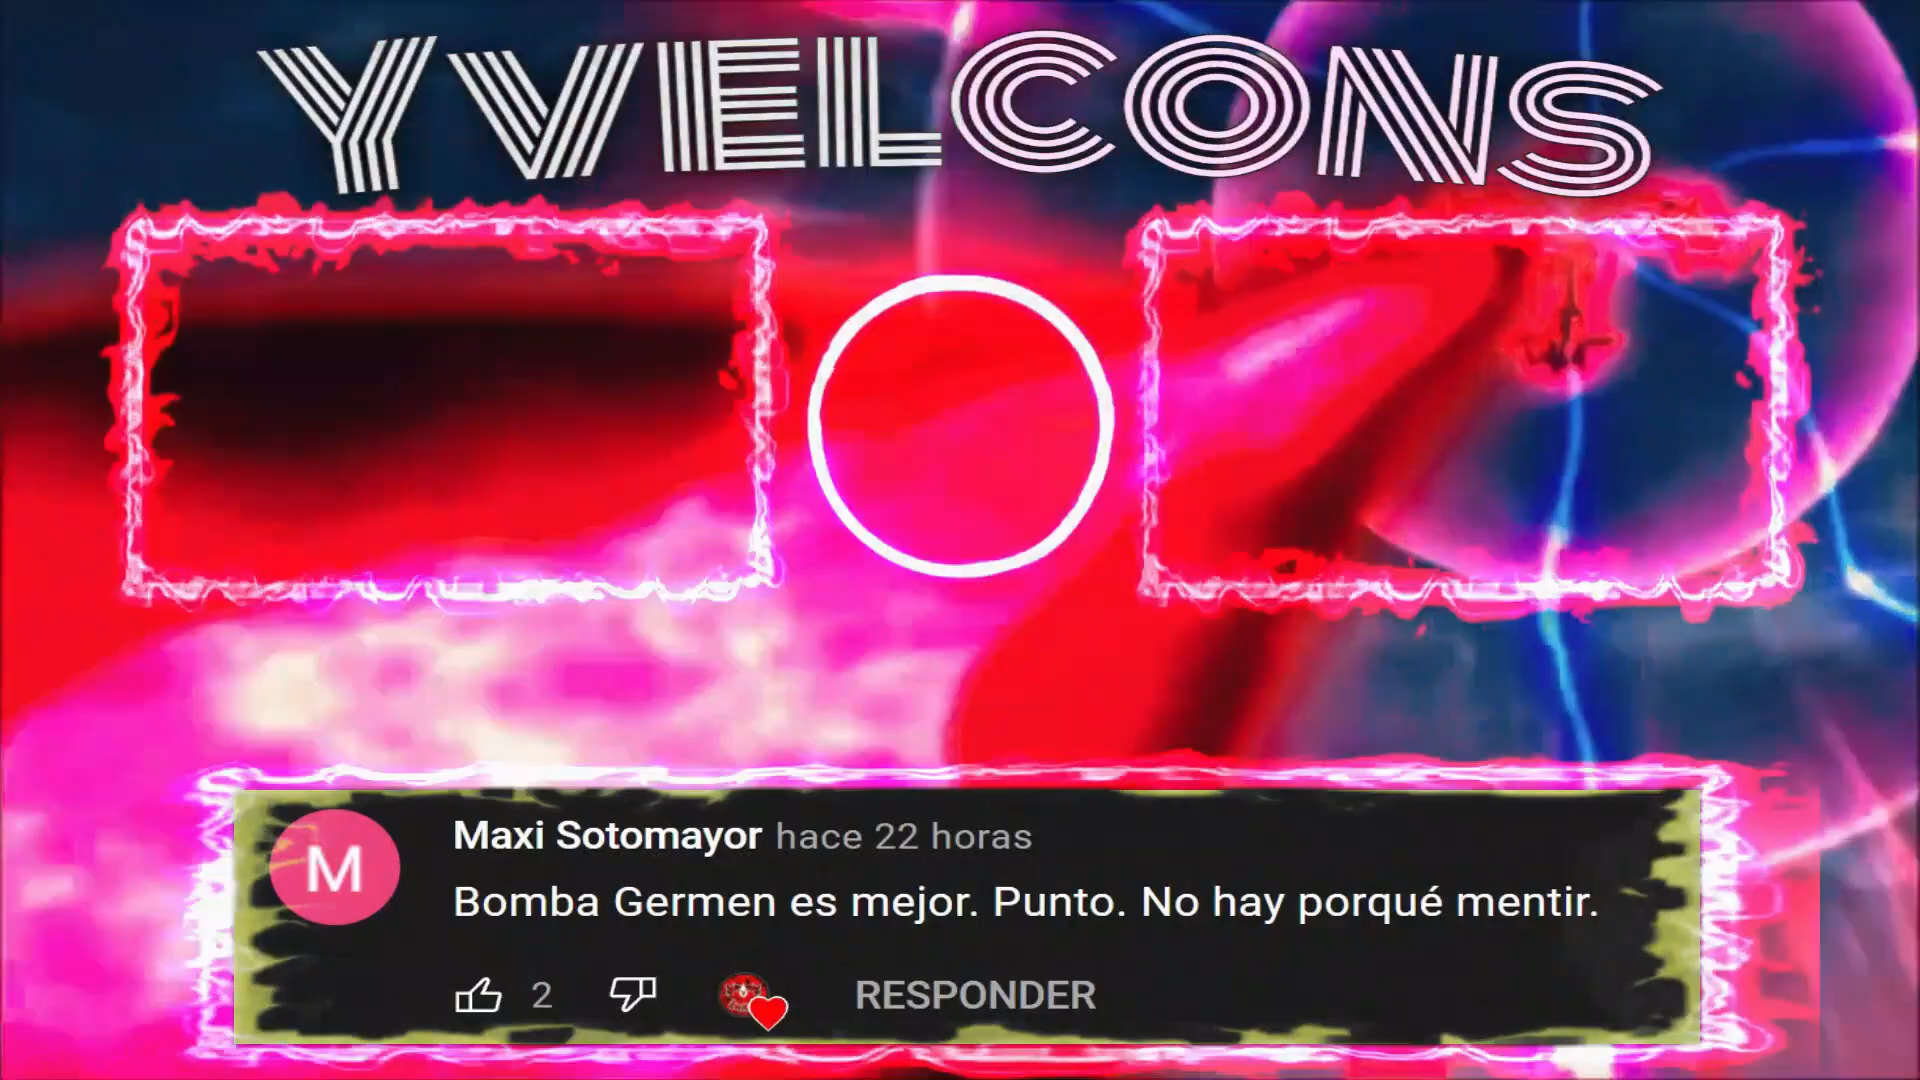 YVELCONS
M
Maxi Sotomayor hace 22 horas
Bomba Germen es mejor. Punto. No hay porqué mentir.
2
RESPONDER